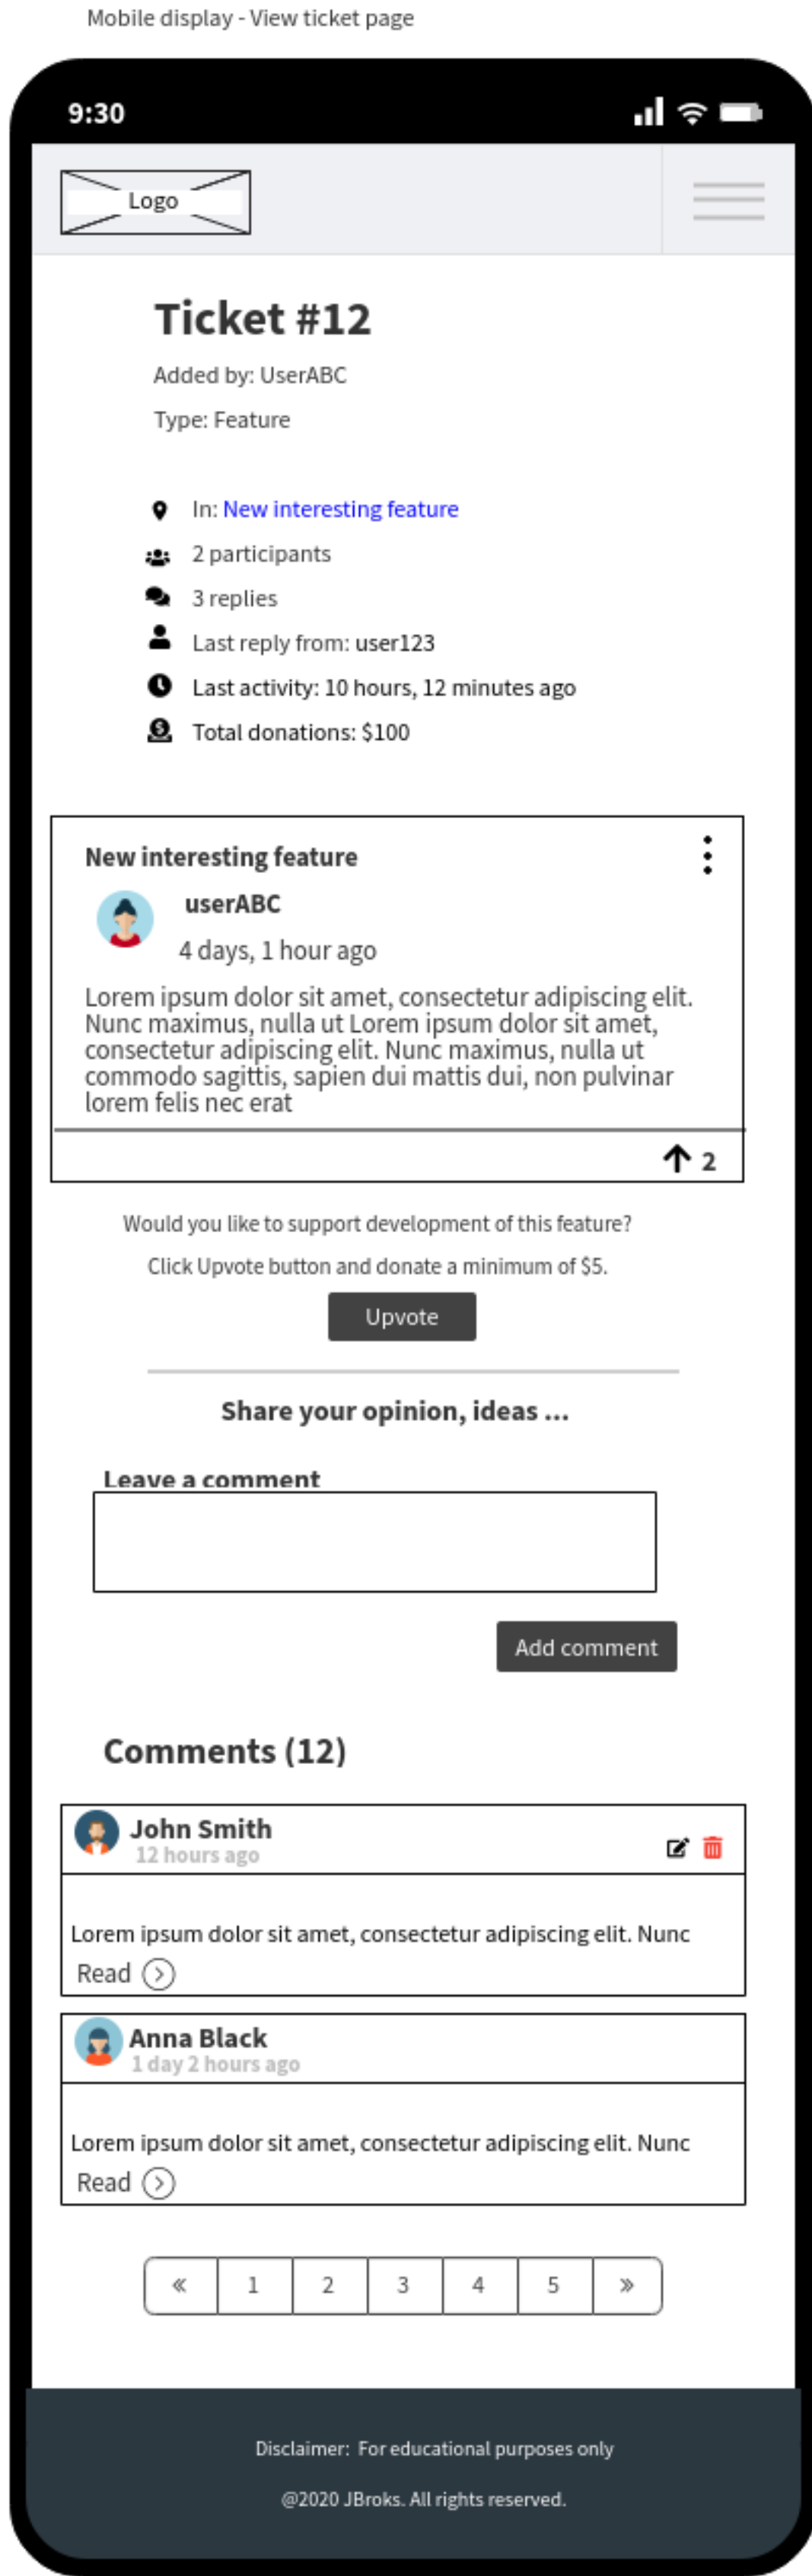 Mobile display - View ticket page
9:30
Logo
Ticket #12
Added by: UserABC
Type: Feature
In: New interesting feature
2 participants
3 replies
Last reply from: user123
Last activity: 10 hours, 12 minutes ago
Total donations: $100
New interesting feature
userABC
4 days, 1 hour ago
Lorem ipsum dolor sit amet, consectetur adipiscing elit.
Nunc maximus, nulla ut Lorem ipsum dolor sit amet,
consectetur adipiscing elit. Nunc maximus, nulla ut
commodo sagittis, sapien dui mattis dui, non pulvinar
lorem felis nec erat
2
Would you like to support development of this feature?
Click Upvote button and donate a minimum of $5.
Upvote
Share your opinion, ideas ...
Leave a comment
Add comment
Comments (12)
John Smith
12 hours ago
Lorem ipsum dolor sit amet, consectetur adipiscing elit. Nunc
Read
Anna Black
1 day 2 hours ago
Lorem ipsum dolor sit amet, consectetur adipiscing elit. Nunc
Read
« 1 2 3 4 5 »
Disclaimer: For educational purposes only
@2020 JBroks. All rights reserved.